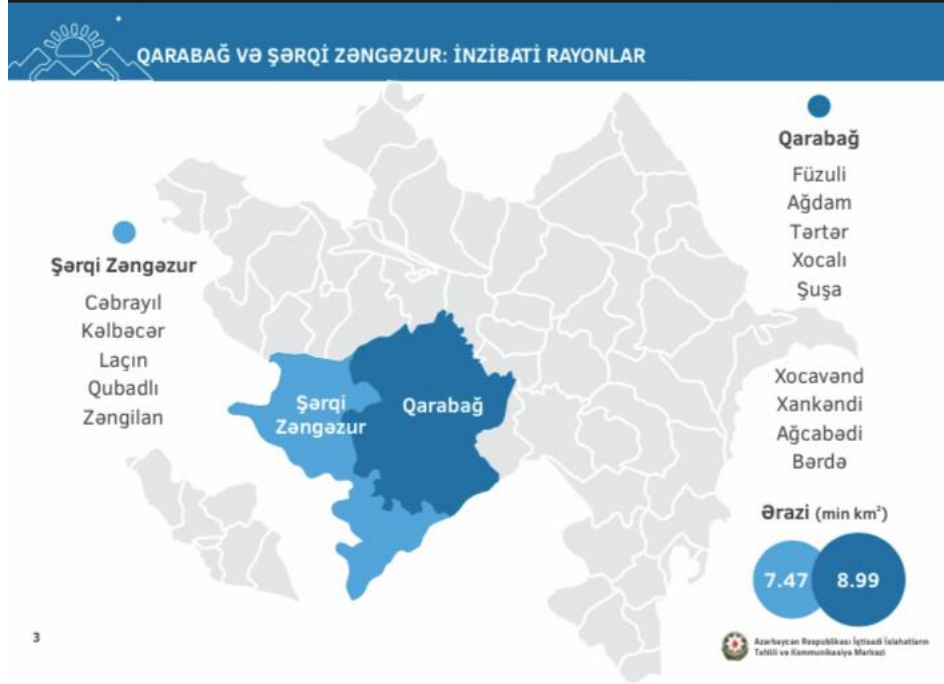 QARABAĞ VƏ ŞƏRQİ ZƏNGƏZUR: İNZİBATİ RAYONLAR
Qarabağ
Füzuli
Ağdam
Tərtər
Xocalı
Şuşa
Şərqi Zəngəzur
Cəbrayıl
Kəlbəcər
Laçın
Qubadlı
Zəngilan
Şərqi
Zəngəzur
Qarabağ
Xocavənd
Xankəndi
Ağcabədi
Bərdə
Ərazi (min km²)
7.47
8.99
3
Azərbaycan Respublikası İqtisadi İslahatların
Təhlili və Kommunikasiya Mərkəzi